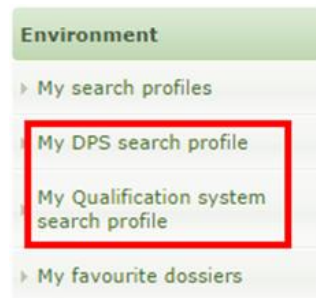 Environment
My search profiles
My DPS search profile
My Qualification system
search profile
My favourite dossiers